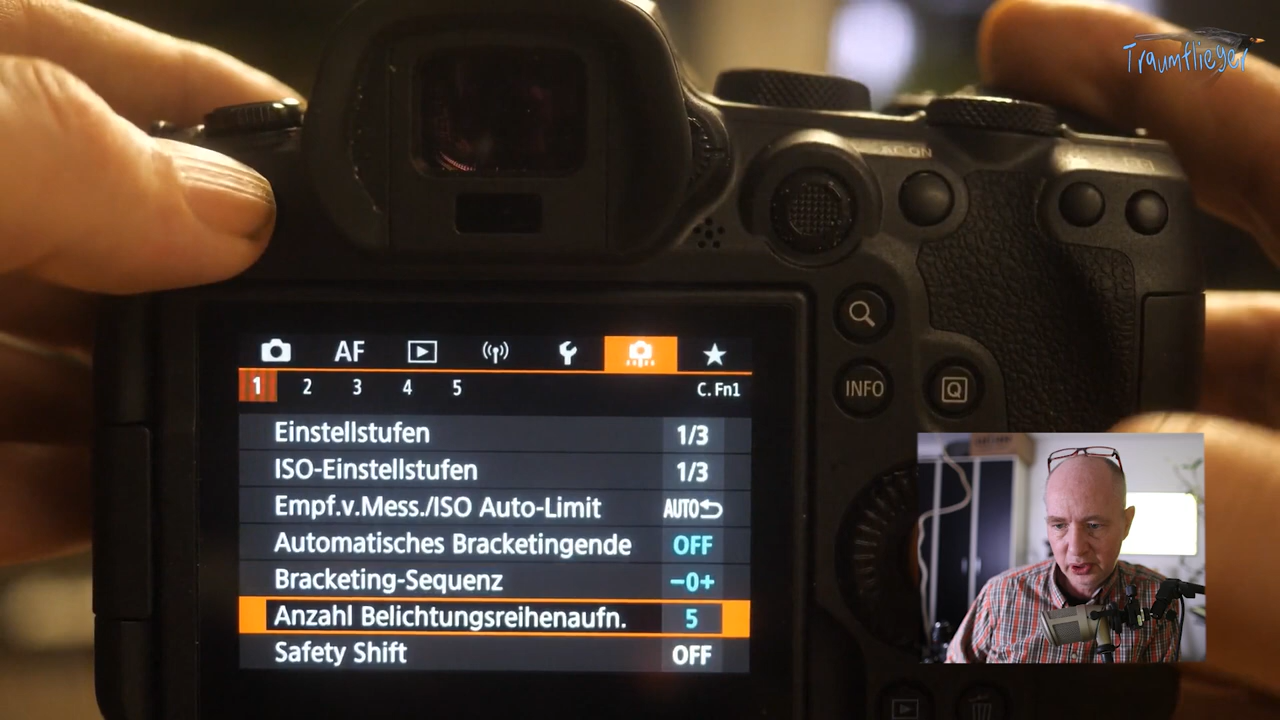 Traumflieger
AF
1 2 3 4 5 C.Fn1
Einstellstufen 1/3
ISO-Einstellstufen 1/3
Empf.v.Mess./ISO Auto-Limit AUTO
Automatisches Bracketingende OFF
Bracketing-Sequenz −0+
Anzahl Belichtungsreihenaufn. 5
Safety Shift OFF
INFO
Q